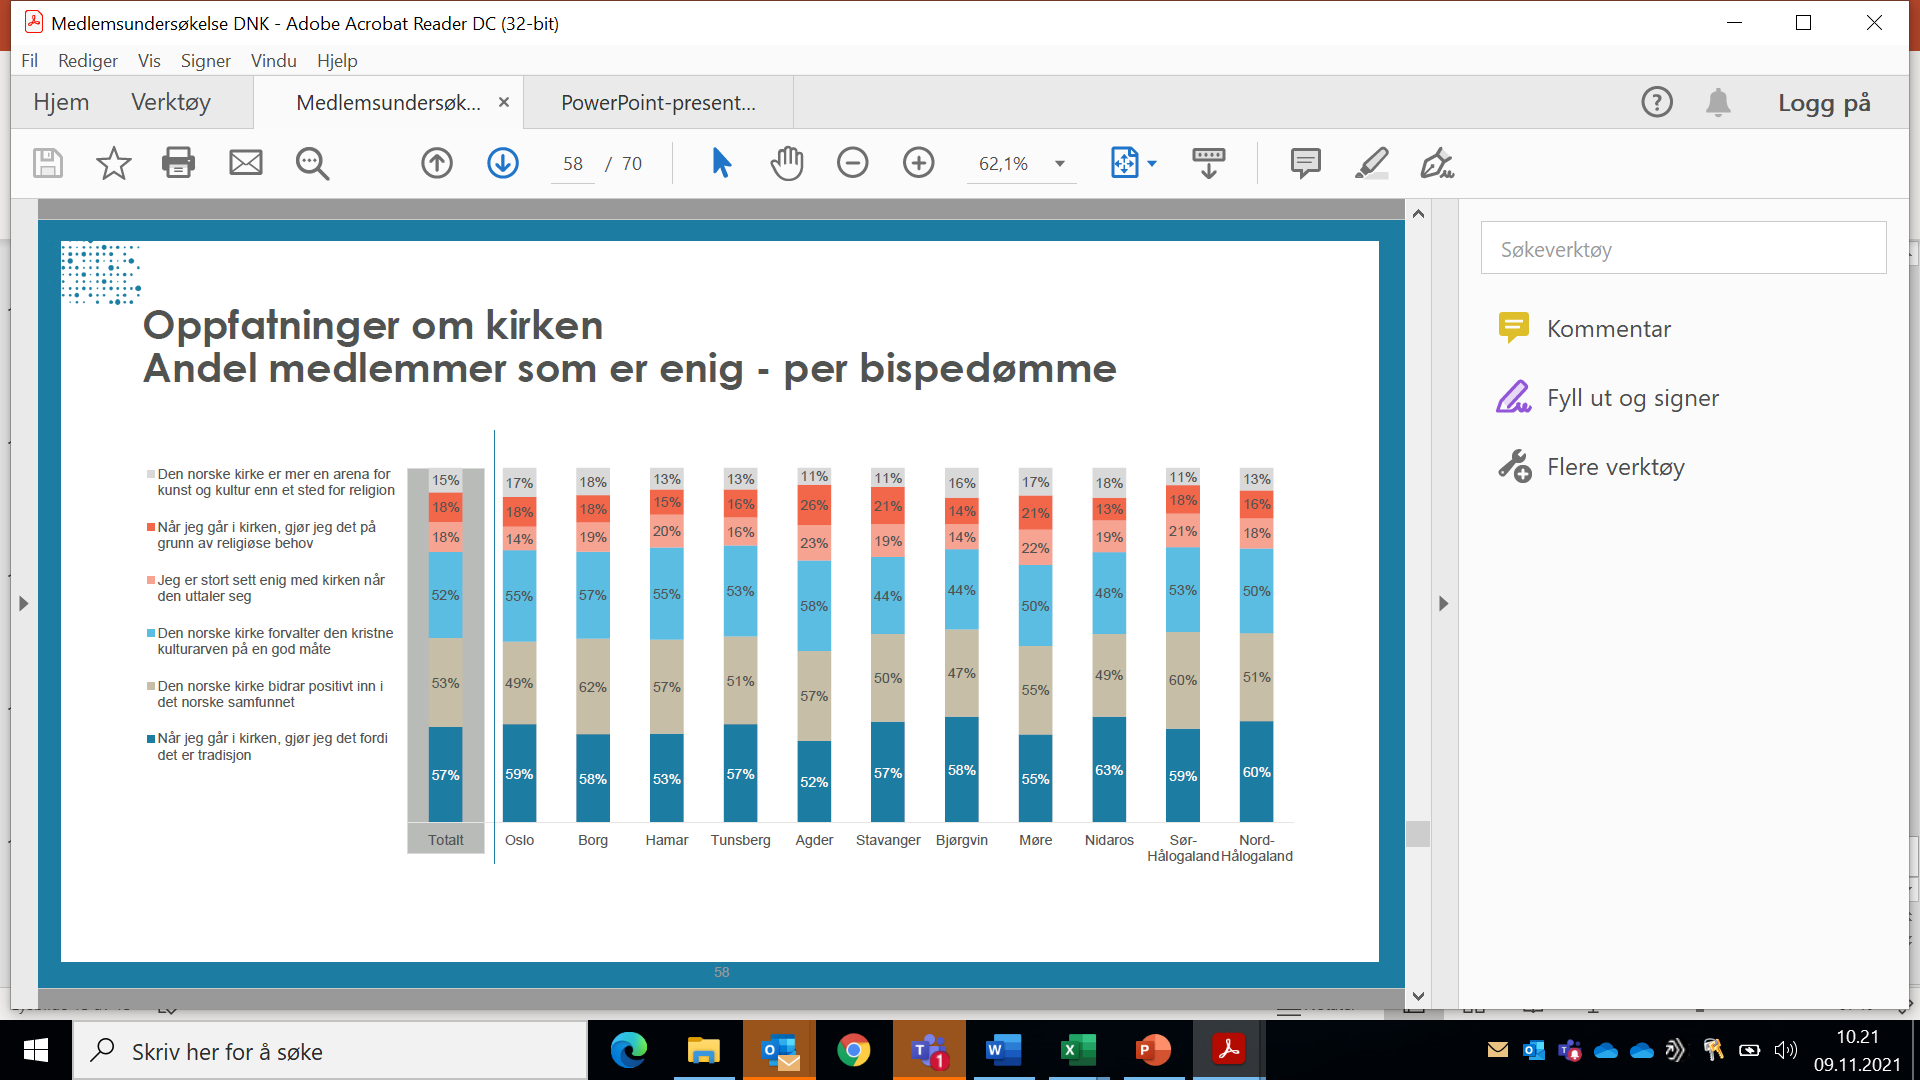 Medlemsundersøkelse DNK - Adobe Acrobat Reader DC (32-bit)
Fil Rediger Vis Signer Vindu Hjelp
Hjem Verktøy Medlemsundersøk... × PowerPoint-present... Logg på
58 / 70 62,1%
Søkeverktøy
Kommentar
Fyll ut og signer
Flere verktøy
Oppfatninger om kirken
Andel medlemmer som er enig - per bispedømme
Den norske kirke er mer en arena for
kunst og kultur enn et sted for religion
Når jeg går i kirken, gjør jeg det på
grunn av religiøse behov
Jeg er stort sett enig med kirken når
den uttaler seg
Den norske kirke forvalter den kristne
kulturarven på en god måte
Den norske kirke bidrar positivt inn i
det norske samfunnet
Når jeg går i kirken, gjør jeg det fordi
det er tradisjon
15% 17% 18% 13% 13% 11% 11% 16% 17% 18% 11% 13%
18% 18% 18% 15% 16% 26% 21% 14% 21% 13% 18% 16%
18% 14% 19% 20% 16% 23% 19% 14% 22% 19% 21% 18%
52% 55% 57% 55% 53% 58% 44% 44% 50% 48% 53% 50%
53% 49% 62% 57% 51% 57% 50% 47% 55% 49% 60% 51%
57% 59% 58% 53% 57% 52% 57% 58% 55% 63% 59% 60%
Totalt Oslo Borg Hamar Tunsberg Agder Stavanger Bjørgvin Møre Nidaros Sør- Nord-
Hålogaland Hålogaland
58
Skriv her for å søke
1
10.21
09.11.2021